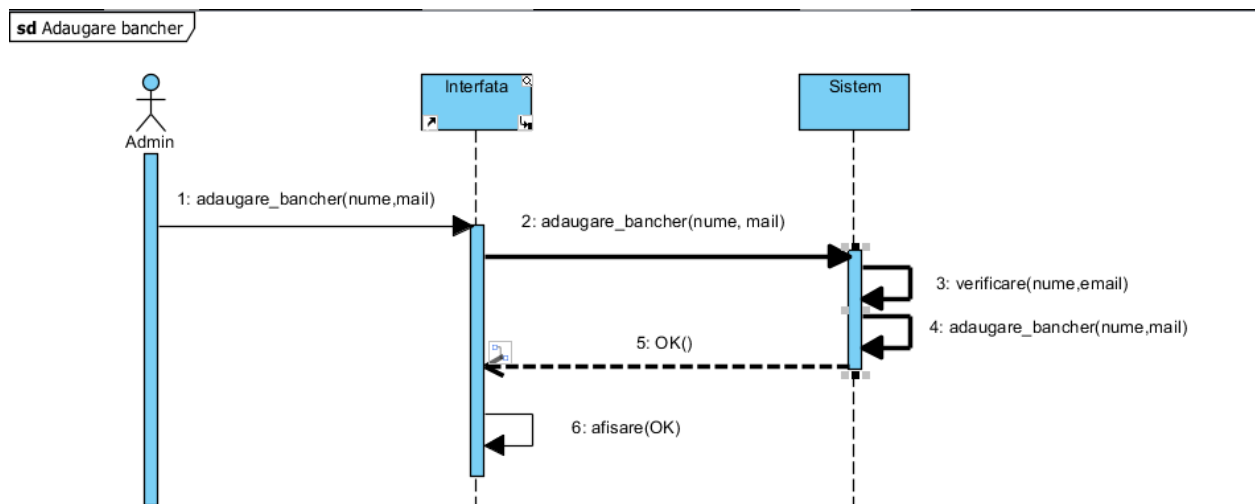 sd Adaugare bancher
Interfata
Sistem
Admin
1: adaugare_bancher(nume,mail)
2: adaugare_bancher(nume, mail)
3: verificare(nume,email)
4: adaugare_bancher(nume,mail)
5: OK()
6: afisare(OK)